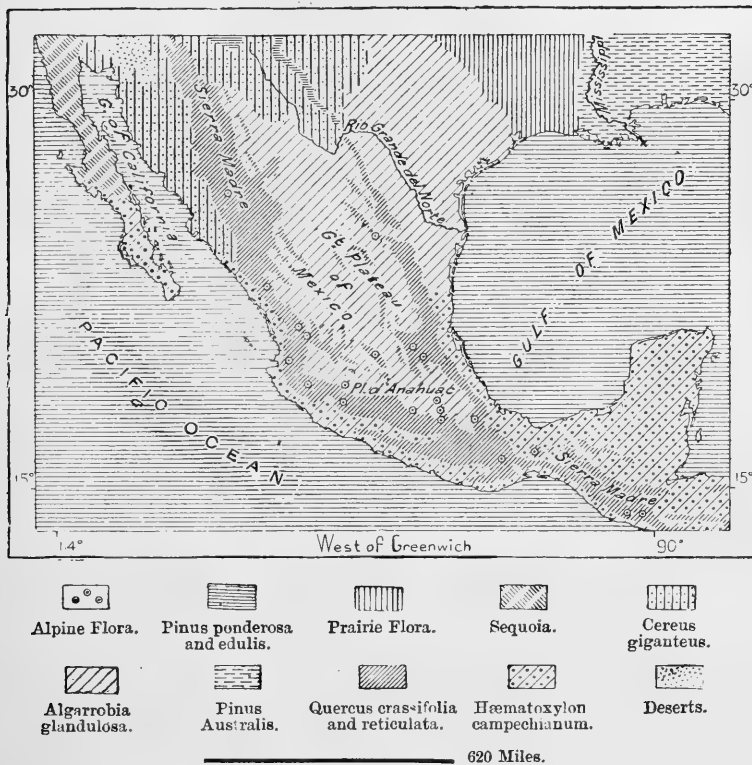 30°
30°
Mississippi
Sierra Madre
G. of California
Rio Grande del Norte
Gt. plateau
of
Mexico
GULF OF MEXICO
PACIFIC OCEAN
Pl. d'Anahuac
Sierra Madre
15°
15°
West of Greenwich
90°
Alpine Flora.
Pinus ponderosa
and edulis.
Prairie Flora.
Sequoia.
Cereus
giganteus.
Algarrobia
glandulosa.
Pinus
Australis.
Quercus crassifolia
and reticulata.
Hæmatoxylon
campechianum.
Deserts.
620 Miles.